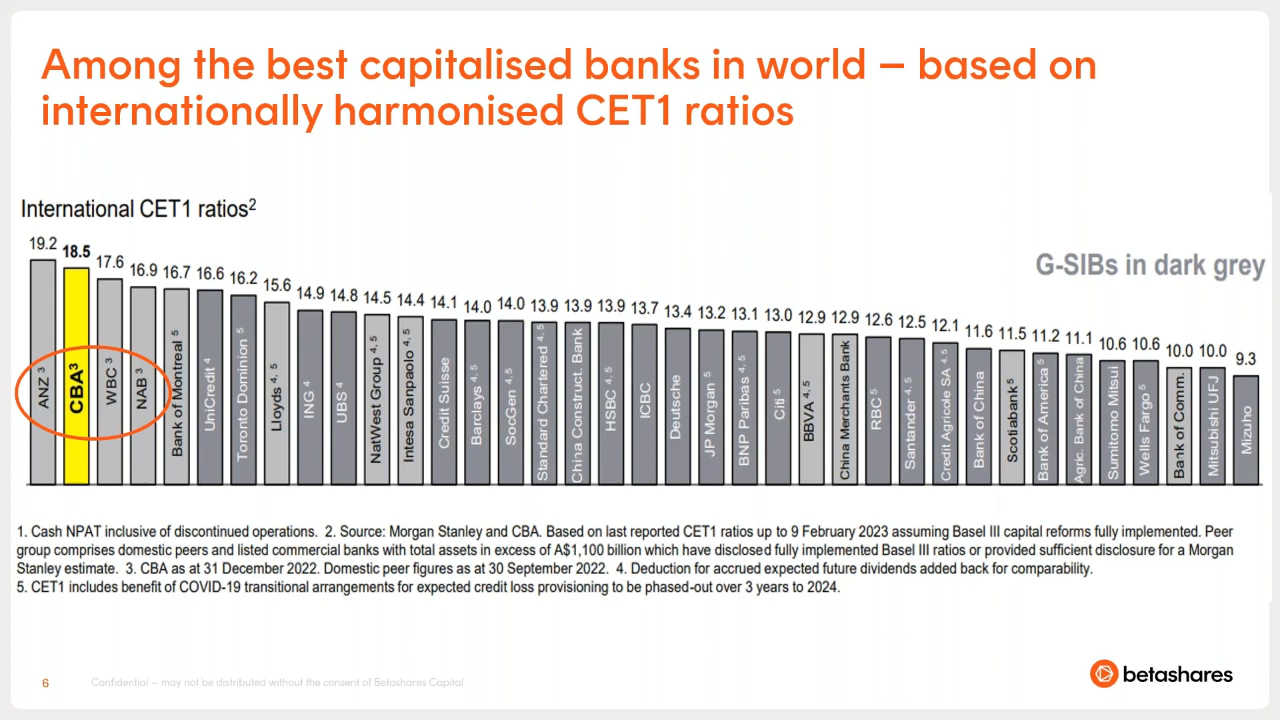 Among the best capitalised banks in world – based on
internationally harmonised CET1 ratios
International CET1 ratios²
G-SIBs in dark grey
19.2 18.5 17.6 16.9 16.7 16.6 16.2 15.6 14.9 14.8 14.5 14.4 14.1 14.0 14.0 13.9 13.9 13.9 13.7 13.4 13.2 13.1 13.0 12.9 12.9 12.6 12.5 12.1 11.6 11.5 11.2 11.1 10.6 10.6 10.0 10.0 9.3
ANZ ³
CBA³
WBC ³
NAB ³
Bank of Montreal ⁵
UniCredit ⁴
Toronto Dominion ⁵
Lloyds ⁴· ⁵
ING ⁴
UBS ⁴
NatWest Group ⁴· ⁵
Intesa Sanpaolo ⁴· ⁵
Credit Suisse
Barclays ⁴· ⁵
SocGen ⁴· ⁵
Standard Chartered ⁴· ⁵
China Construct. Bank
HSBC ⁴· ⁵
ICBC
Deutsche
JP Morgan ⁵
BNP Paribas ⁴· ⁵
Citi ⁵
BBVA ⁴· ⁵
China Merchants Bank
RBC ⁵
Santander ⁴· ⁵
Credit Agricole SA ⁴· ⁵
Bank of China
Scotiabank ⁵
Bank of America ⁵
Agric. Bank of China
Sumitomo Mitsui
Wells Fargo ⁵
Bank of Comm.
Mitsubishi UFJ
Mizuho
1. Cash NPAT inclusive of discontinued operations. 2. Source: Morgan Stanley and CBA. Based on last reported CET1 ratios up to 9 February 2023 assuming Basel III capital reforms fully implemented. Peer
group comprises domestic peers and listed commercial banks with total assets in excess of A$1,100 billion which have disclosed fully implemented Basel III ratios or provided sufficient disclosure for a Morgan
Stanley estimate. 3. CBA as at 31 December 2022. Domestic peer figures as at 30 September 2022. 4. Deduction for accrued expected future dividends added back for comparability.
5. CET1 includes benefit of COVID-19 transitional arrangements for expected credit loss provisioning to be phased-out over 3 years to 2024.
6
Confidential – may not be distributed without the consent of Betashares Capital
betashares